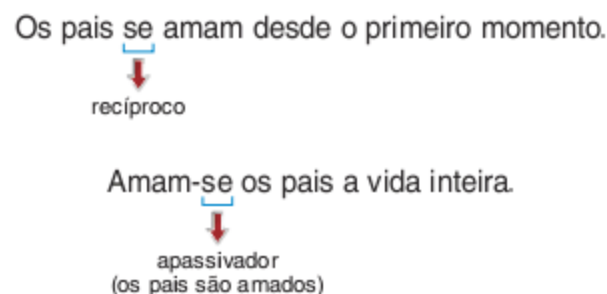 Os pais se amam desde o primeiro momento.
recíproco
Amam-se os pais a vida inteira.
apassivador
(os pais são amados)